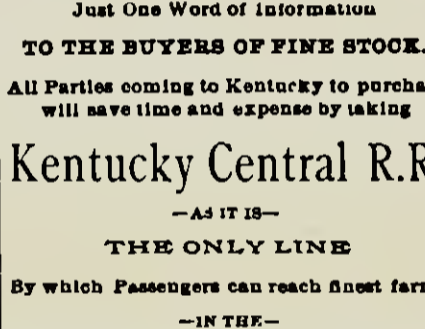 Just One Word of Information
TO THE BUYERS OF FINE STOCK.
All Parties coming to Kentucky to purcha
will save time and expense by taking
Kentucky Central R.R
—AS IT IS—
THE ONLY LINE
By which Passengers can reach finest far
—IN THE—